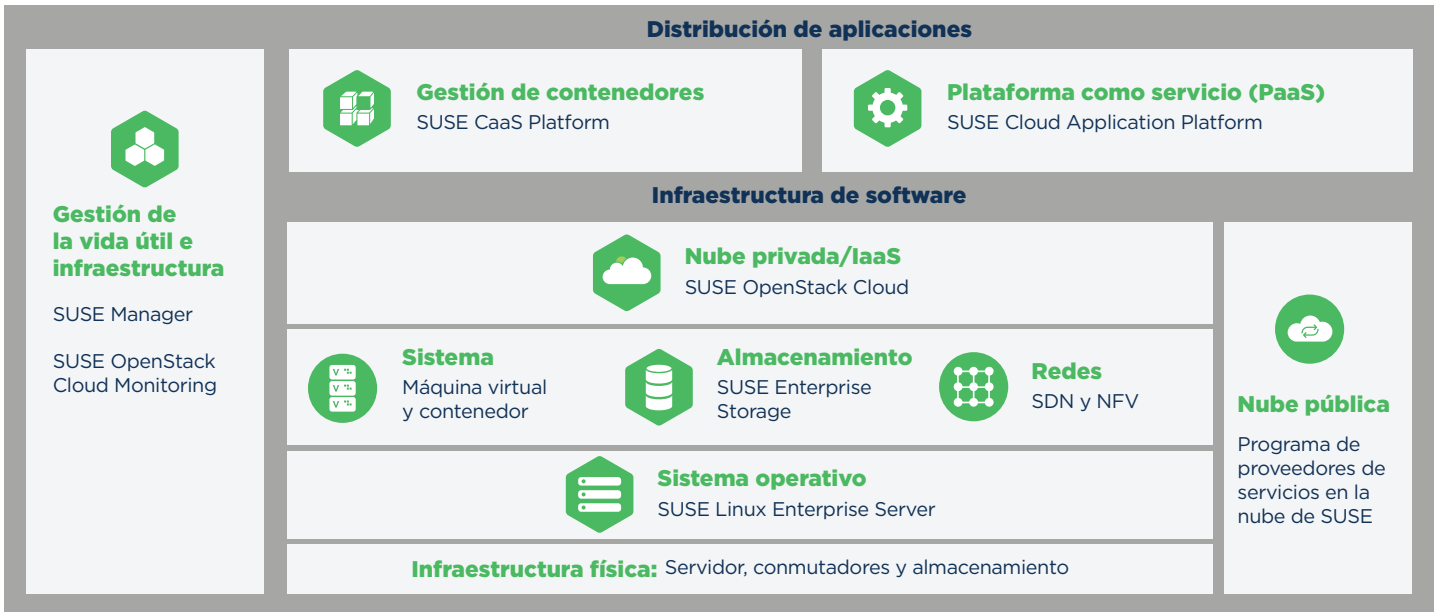 Distribución de aplicaciones
Gestión de
la vida útil e
infraestructura
SUSE Manager
SUSE OpenStack
Cloud Monitoring
Gestión de contenedores
SUSE CaaS Platform
Plataforma como servicio (PaaS)
SUSE Cloud Application Platform
Infraestructura de software
Nube privada/IaaS
SUSE OpenStack Cloud
Sistema
Máquina virtual
y contenedor
Almacenamiento
SUSE Enterprise
Storage
Redes
SDN y NFV
Sistema operativo
SUSE Linux Enterprise Server
Infraestructura física: Servidor, conmutadores y almacenamiento
Nube pública
Programa de
proveedores de
servicios en la
nube de SUSE